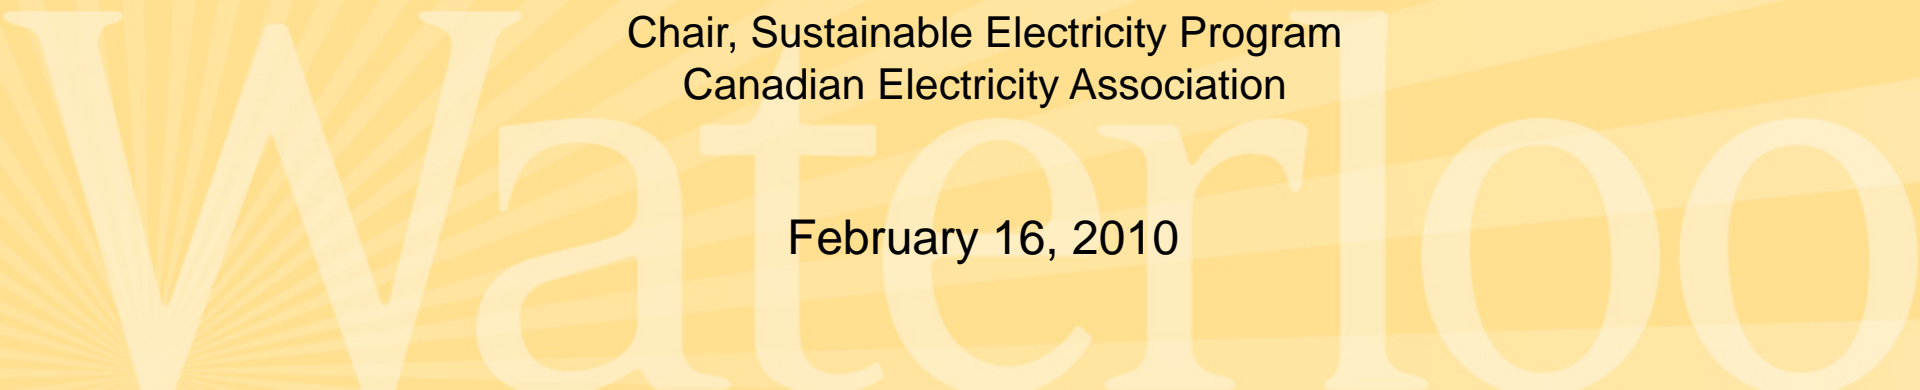 Chair, Sustainable Electricity Program
Canadian Electricity Association
Waterloo
February 16, 2010